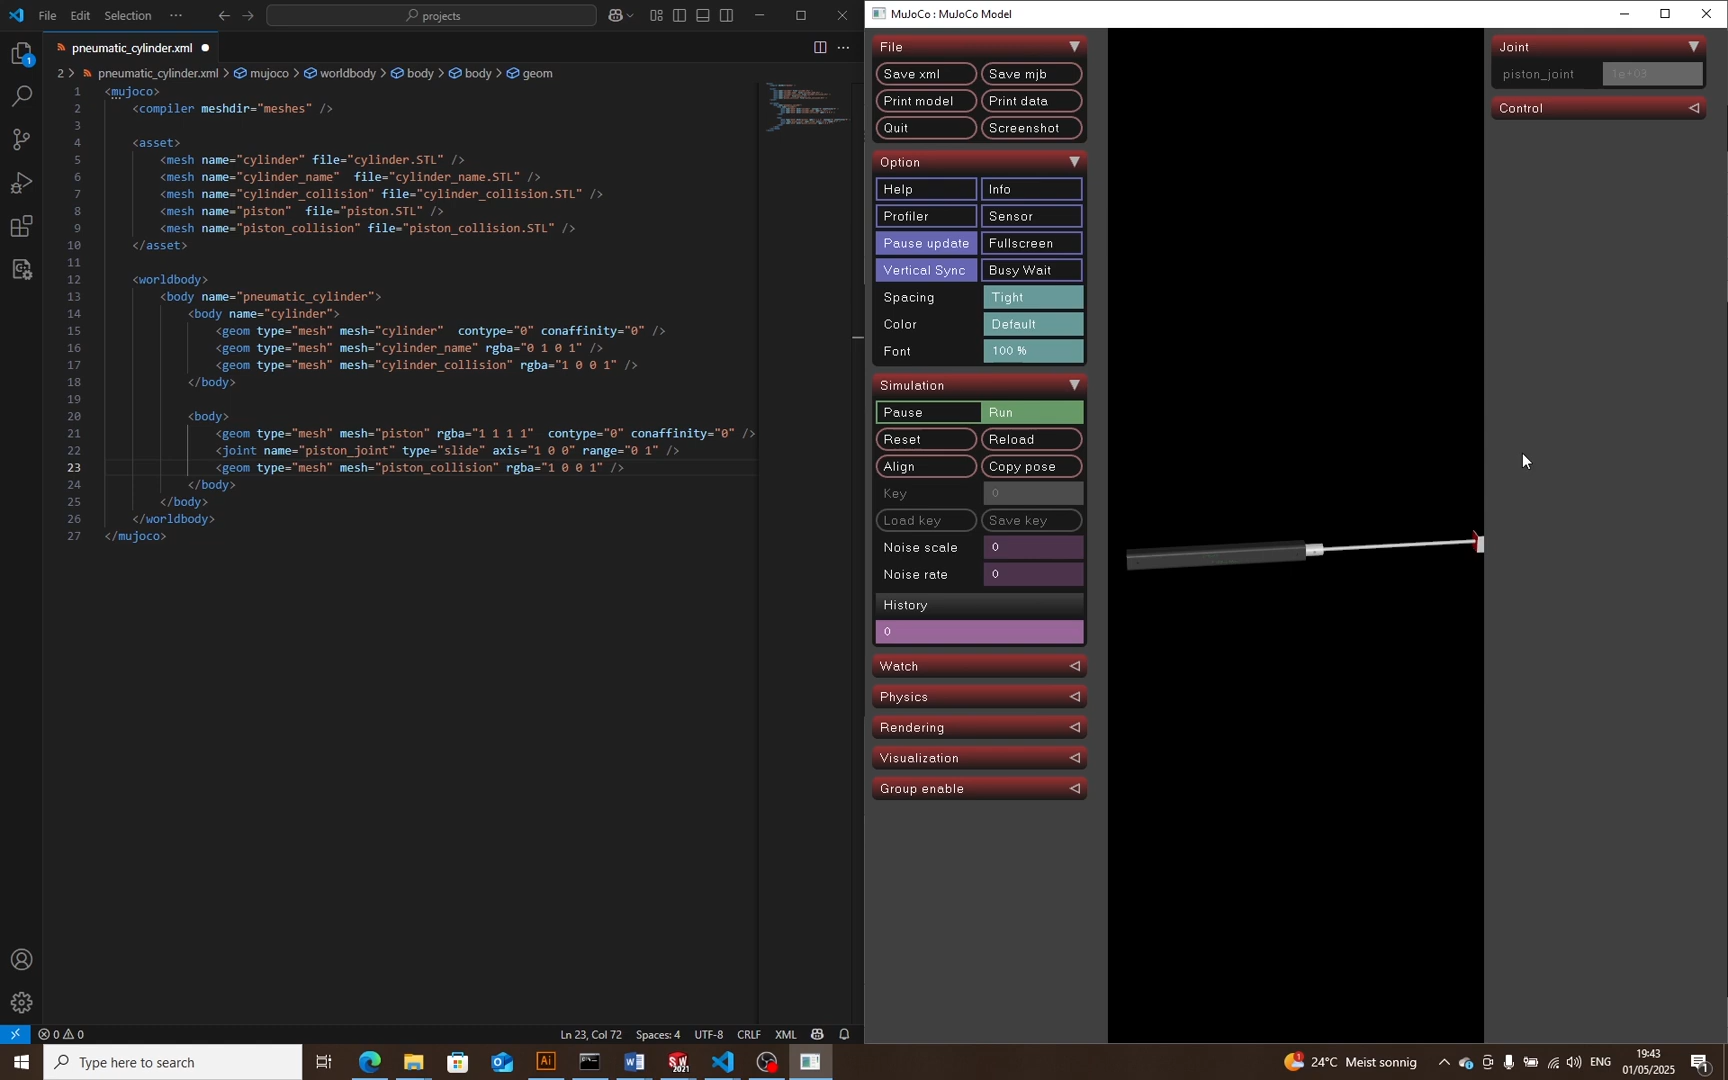 File Edit Selection ···
projects
pneumatic_cylinder.xml
2 > pneumatic_cylinder.xml > mujoco > worldbody > body > body > geom
1 <mujoco>
2 <compiler meshdir="meshes" />
3
4 <asset>
5 <mesh name="cylinder" file="cylinder.STL" />
6 <mesh name="cylinder_name" file="cylinder_name.STL" />
7 <mesh name="cylinder_collision" file="cylinder_collision.STL" />
8 <mesh name="piston" file="piston.STL" />
9 <mesh name="piston_collision" file="piston_collision.STL" />
10 </asset>
11
12 <worldbody>
13 <body name="pneumatic_cylinder">
14 <body name="cylinder">
15 <geom type="mesh" mesh="cylinder" contype="0" conaffinity="0" />
16 <geom type="mesh" mesh="cylinder_name" rgba="0 1 0 1" />
17 <geom type="mesh" mesh="cylinder_collision" rgba="1 0 0 1" />
18 </body>
19
20 <body>
21 <geom type="mesh" mesh="piston" rgba="1 1 1 1" contype="0" conaffinity="0" />
22 <joint name="piston_joint" type="slide" axis="1 0 0" range="0 1" />
23 <geom type="mesh" mesh="piston_collision" rgba="1 0 0 1" />
24 </body>
25 </body>
26 </worldbody>
27 </mujoco>
1
0 0
Ln 23, Col 72 Spaces: 4 UTF-8 CRLF XML
MuJoCo : MuJoCo Model
File
Save xml Save mjb
Print model Print data
Quit Screenshot
Option
Help Info
Profiler Sensor
Pause update Fullscreen
Vertical Sync Busy Wait
Spacing Tight
Color Default
Font 100 %
Simulation
Pause Run
Reset Reload
Align Copy pose
Key 0
Load key Save key
Noise scale 0
Noise rate 0
History
0
Watch
Physics
Rendering
Visualization
Group enable
Joint
piston_joint 1e+03
Control
Type here to search
Ai
SW
2021
1
24°C Meist sonnig
ENG
19:43
01/05/2025
1